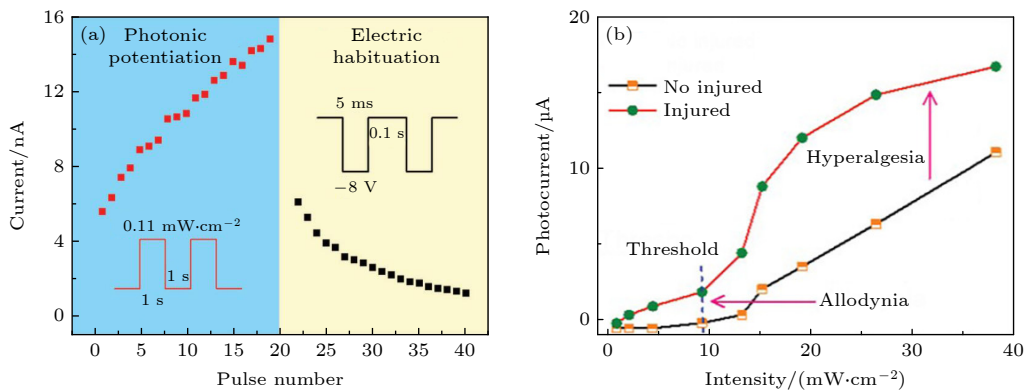 (a)
Photonic
potentiation
Electric
habituation
5 ms
0.1 s
−8 V
0.11 mW·cm−2
1 s
1 s
16
12
8
4
0
Current/nA
0 5 10 15 20 25 30 35 40
Pulse number
(b)
No injured
Injured
Hyperalgesia
Threshold
Allodynia
20
10
0
Photocurrent/μA
0 10 20 30 40
Intensity/(mW·cm−2)